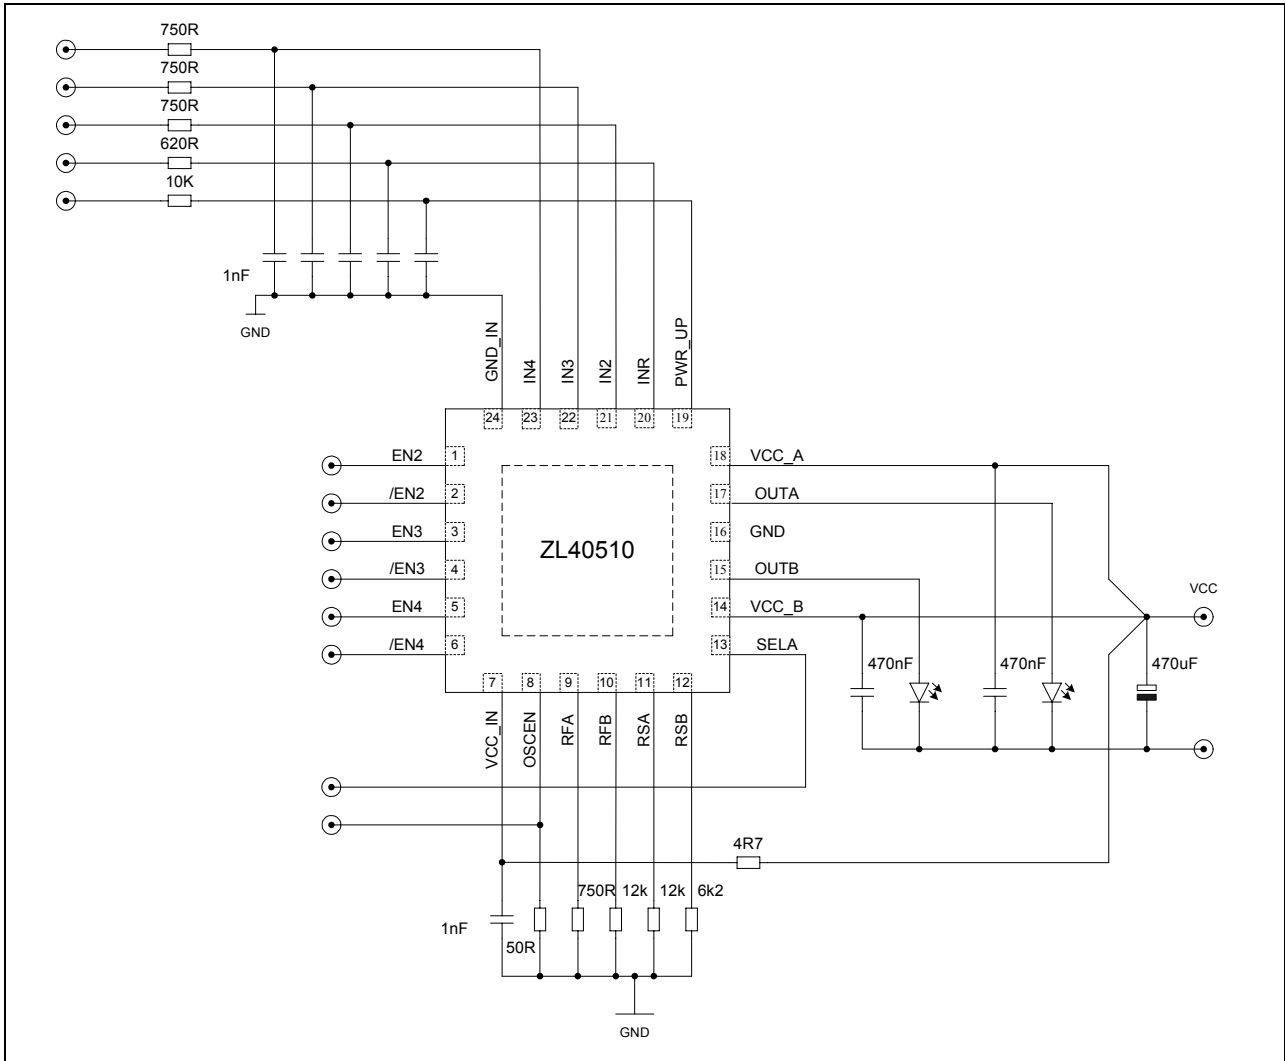 750R
750R
750R
620R
10K
1nF
GND
GND_IN
IN4
IN3
IN2
INR
PWR_UP
24
23
22
21
20
19
EN2
1
/EN2
2
EN3
3
/EN3
4
EN4
5
/EN4
6
ZL40510
18
VCC_A
17
OUTA
16
GND
15
OUTB
14
VCC_B
13
SELA
VCC
470nF
470nF
470uF
7
8
9
10
11
12
VCC_IN
OSCEN
RFA
RFB
RSA
RSB
4R7
750R
12k
12k
6k2
1nF
50R
GND